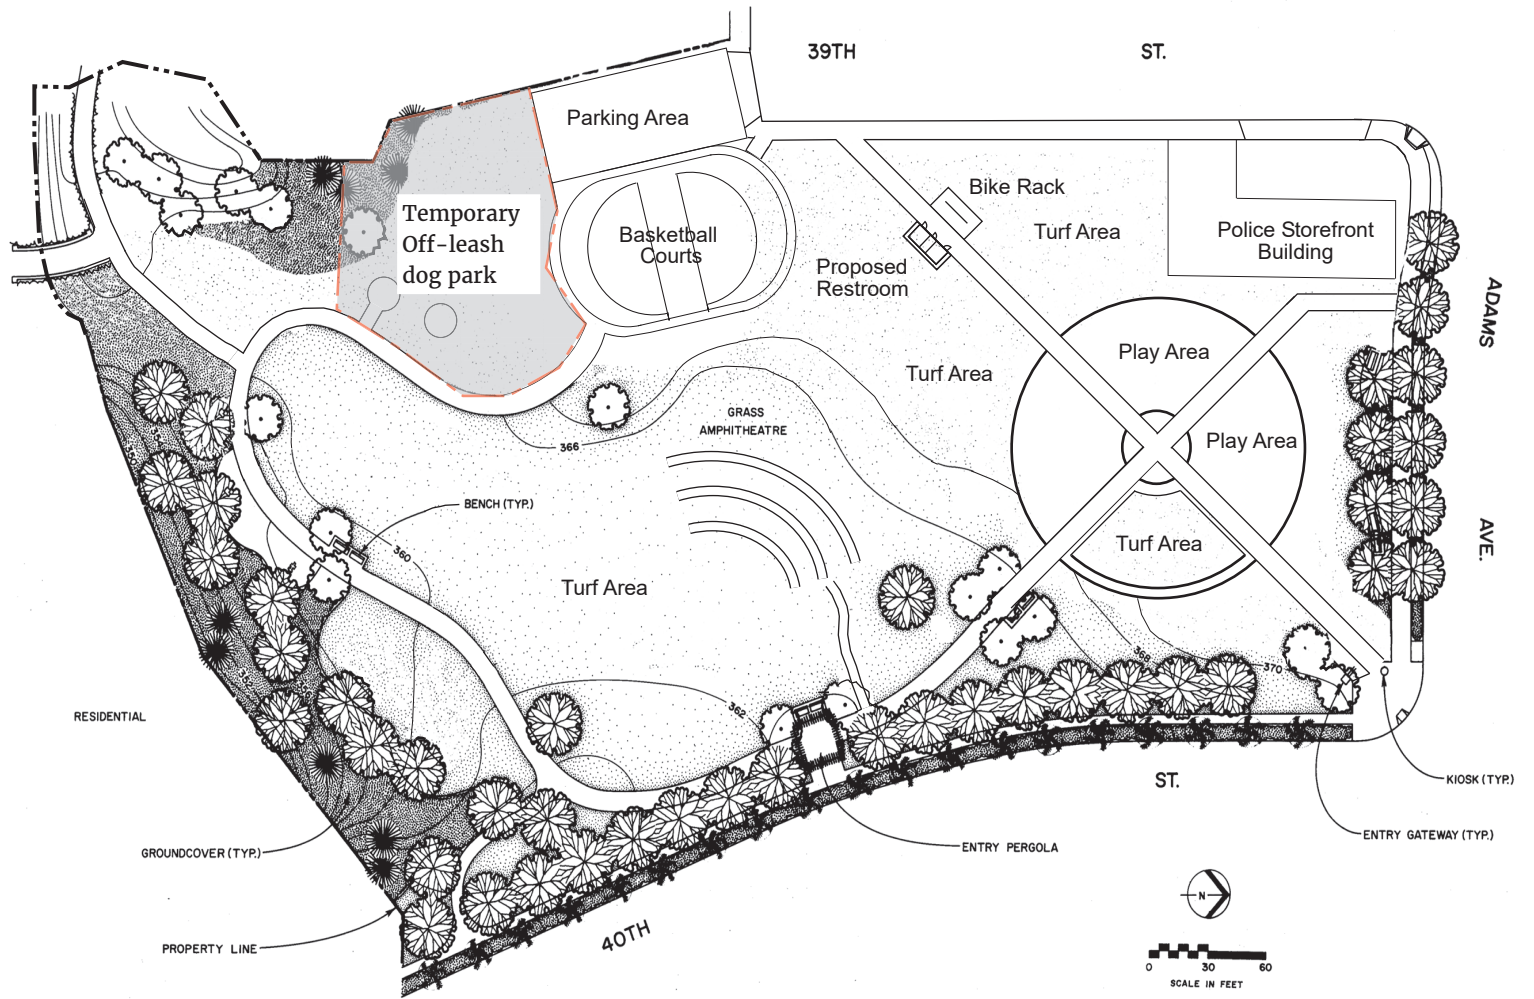 39TH ST.
Parking Area
Bike Rack
Temporary
Off-leash
dog park
Basketball
Courts
Turf Area
Police Storefront
Building
Proposed
Restroom
ADAMS AVE.
Play Area
Turf Area
GRASS
AMPHITHEATRE
Play Area
366
BENCH (TYP.)
360
Turf Area
Turf Area
368
370
362
RESIDENTIAL
KIOSK (TYP.)
ST.
ENTRY GATEWAY (TYP.)
GROUNDCOVER (TYP.)
ENTRY PERGOLA
N
40TH
PROPERTY LINE
0 30 60
SCALE IN FEET